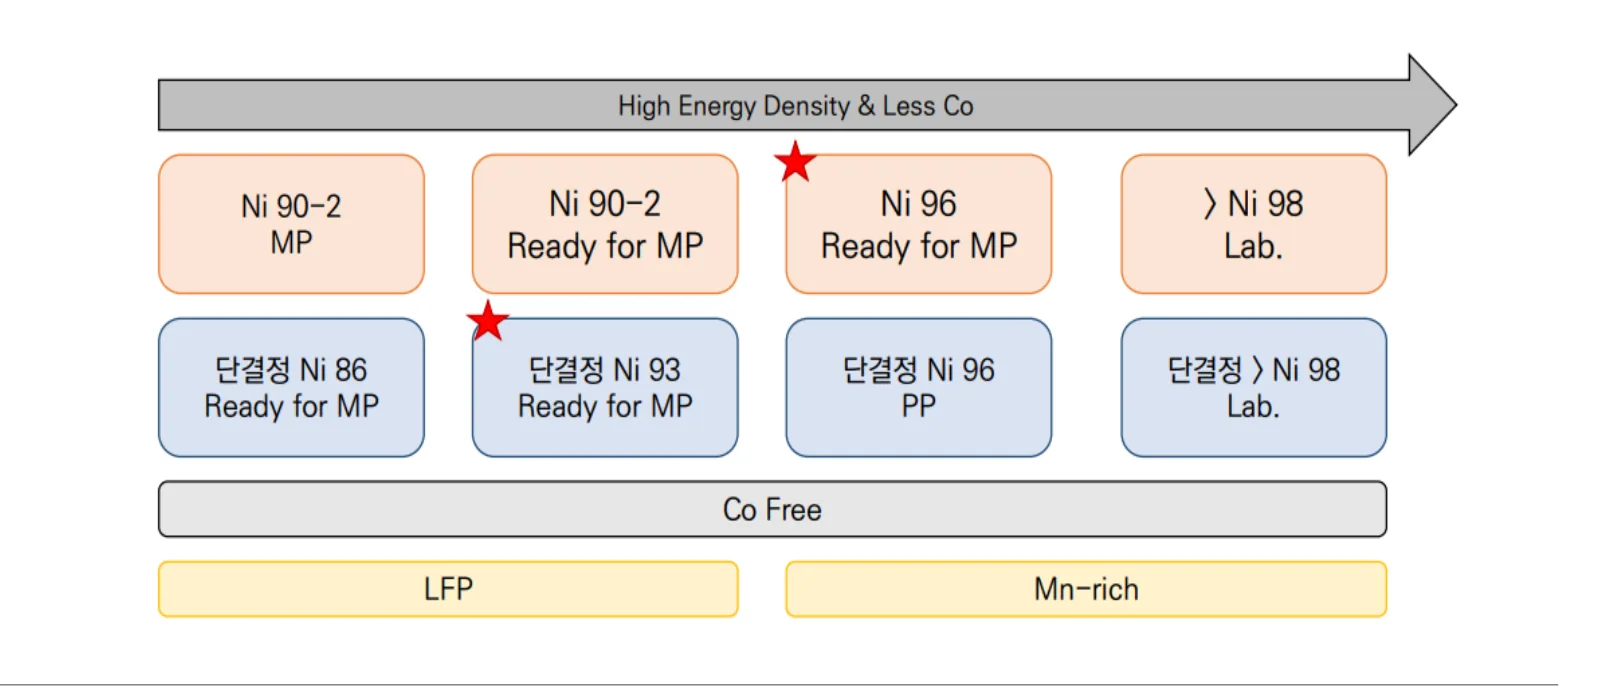 High Energy Density & Less Co
Ni 90-2
MP
Ni 90-2
Ready for MP
Ni 96
Ready for MP
〉Ni 98
Lab.
단결정 Ni 86
Ready for MP
단결정 Ni 93
Ready for MP
단결정 Ni 96
PP
단결정 〉Ni 98
Lab.
Co Free
LFP
Mn-rich